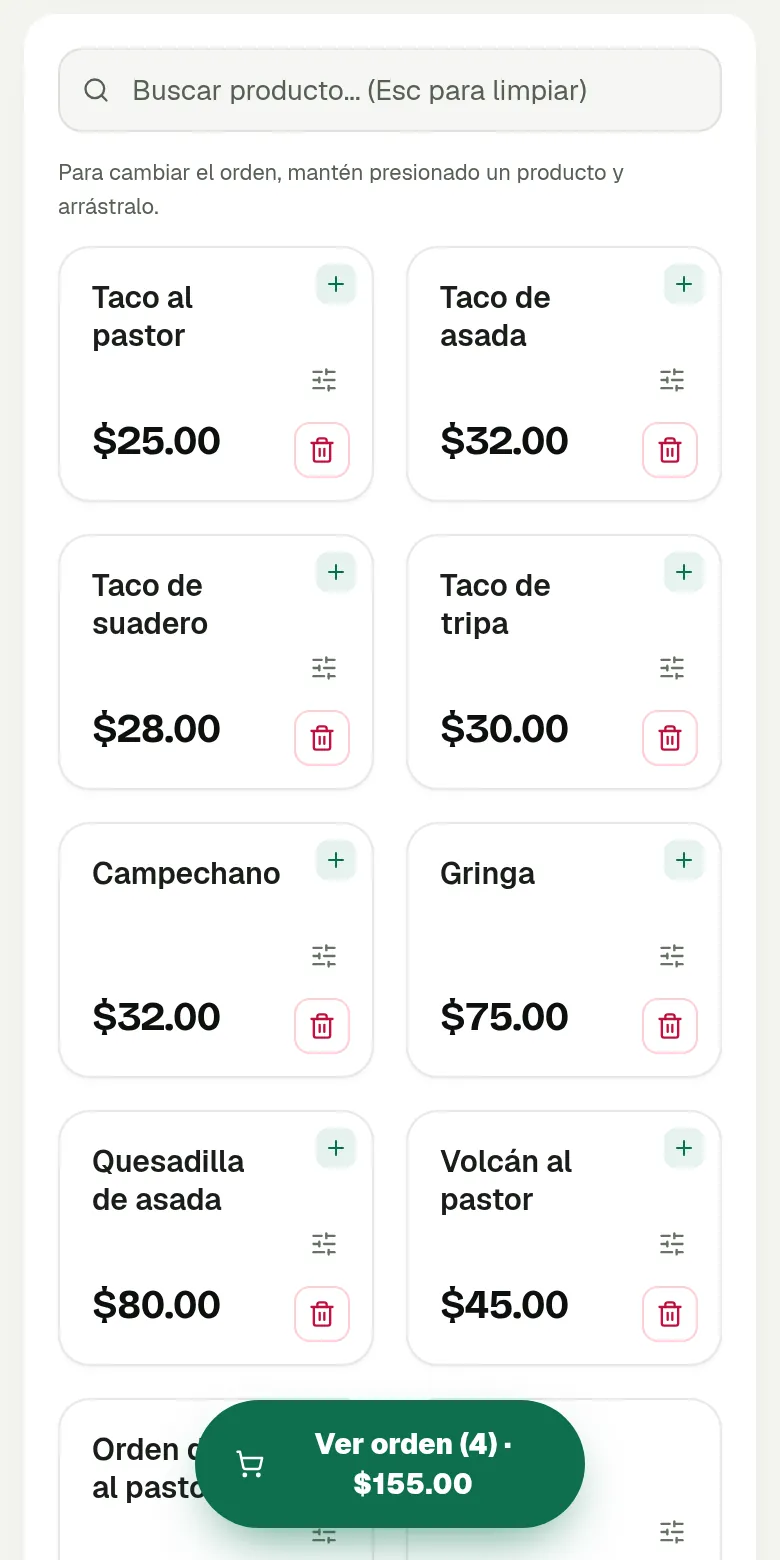 Buscar producto... (Esc para limpiar)
Para cambiar el orden, mantén presionado un producto y
arrástralo.
Taco al
pastor
$25.00
Taco de
asada
$32.00
Taco de
suadero
$28.00
Taco de
tripa
$30.00
Campechano
$32.00
Gringa
$75.00
Quesadilla
de asada
$80.00
Volcán al
pastor
$45.00
Orden
al
Ver orden (4) ·
$155.00